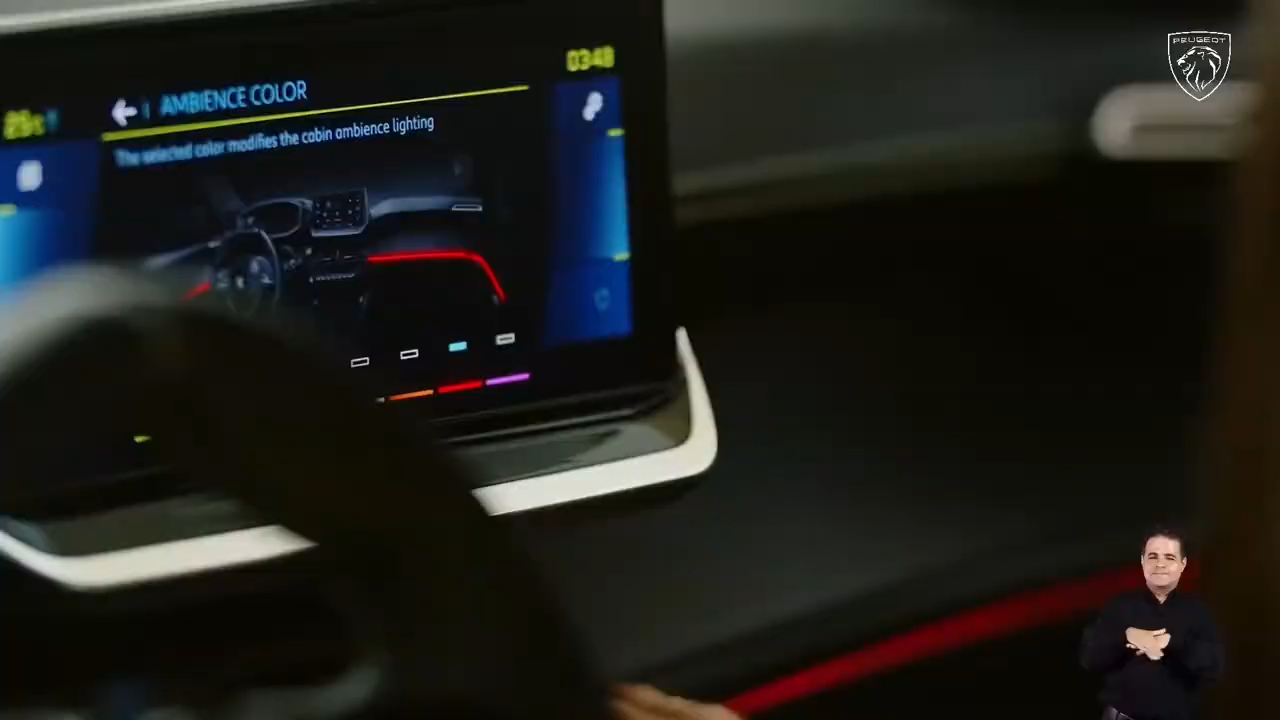 PEUGEOT
03:48
AMBIENCE COLOR
The selected color modifies the cabin ambience lighting